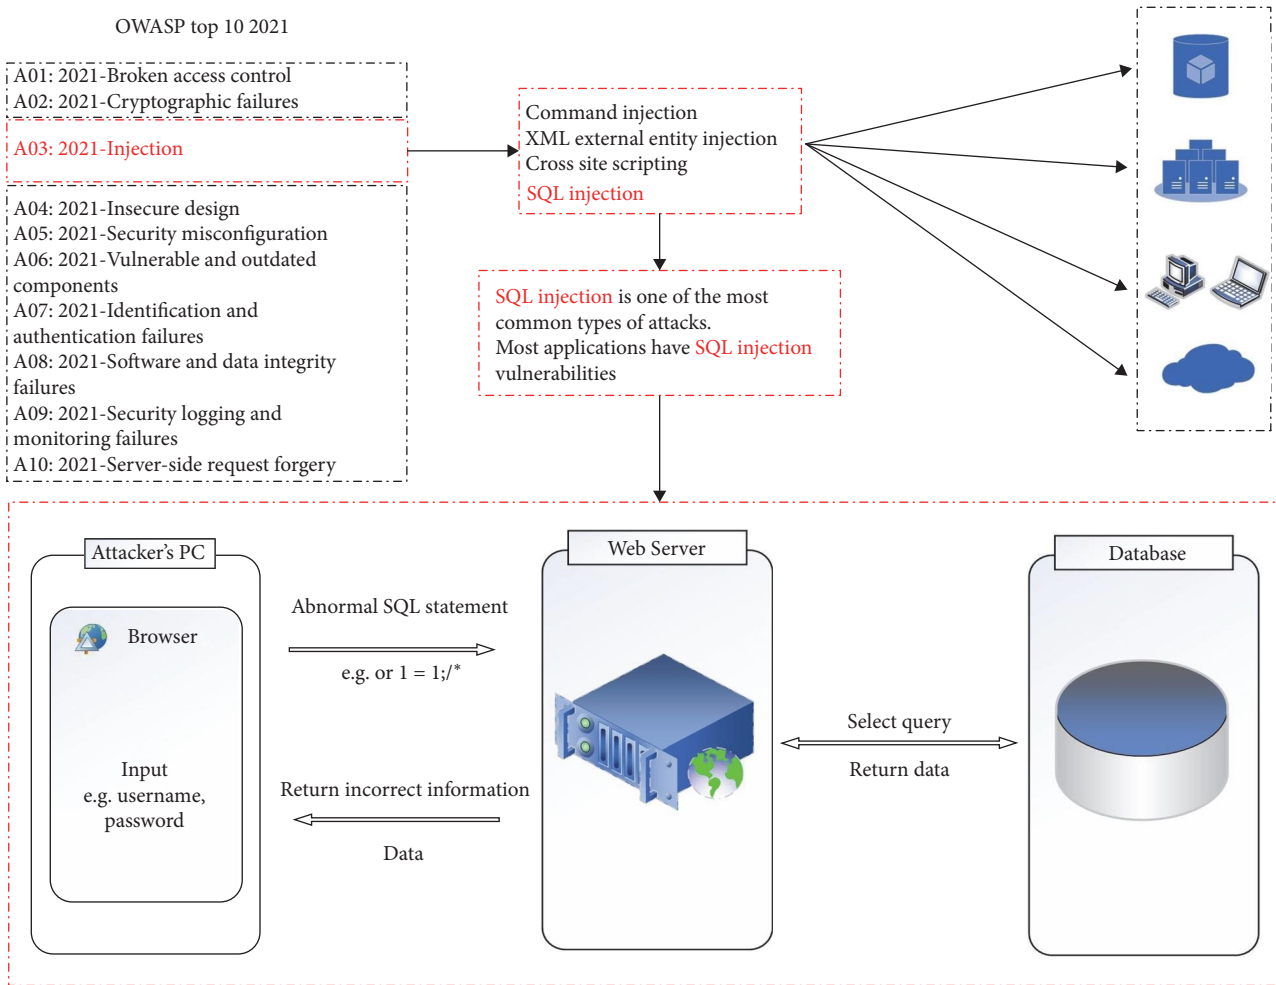 OWASP top 10 2021
A01: 2021-Broken access control
A02: 2021-Cryptographic failures
A03: 2021-Injection
A04: 2021-Insecure design
A05: 2021-Security misconfiguration
A06: 2021-Vulnerable and outdated
components
A07: 2021-Identification and
authentication failures
A08: 2021-Software and data integrity
failures
A09: 2021-Security logging and
monitoring failures
A10: 2021-Server-side request forgery
Command injection
XML external entity injection
Cross site scripting
SQL injection
SQL injection is one of the most
common types of attacks.
Most applications have SQL injection
vulnerabilities
Attacker's PC
Browser
Input
e.g. username,
password
Abnormal SQL statement
e.g. or 1 = 1;/*
Return incorrect information
Data
Web Server
Select query
Return data
Database